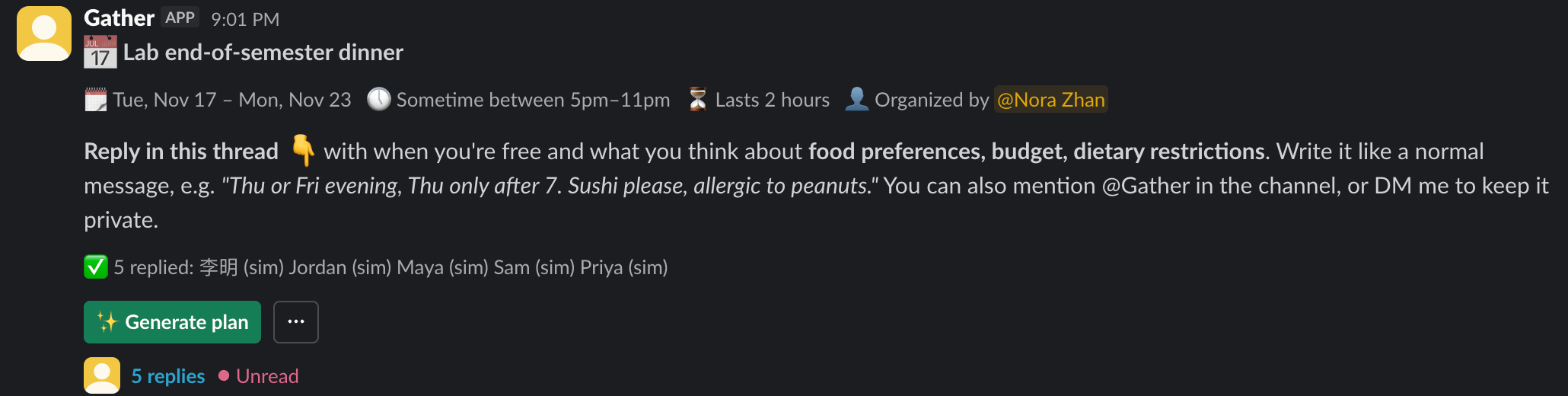 Gather APP 9:01 PM
JUL 17 Lab end-of-semester dinner
Tue, Nov 17 – Mon, Nov 23 Sometime between 5pm–11pm Lasts 2 hours Organized by @Nora Zhan
Reply in this thread 👇 with when you're free and what you think about food preferences, budget, dietary restrictions. Write it like a normal
message, e.g. "Thu or Fri evening, Thu only after 7. Sushi please, allergic to peanuts." You can also mention @Gather in the channel, or DM me to keep it
private.
5 replied: 李明 (sim) Jordan (sim) Maya (sim) Sam (sim) Priya (sim)
✨ Generate plan ...
5 replies Unread